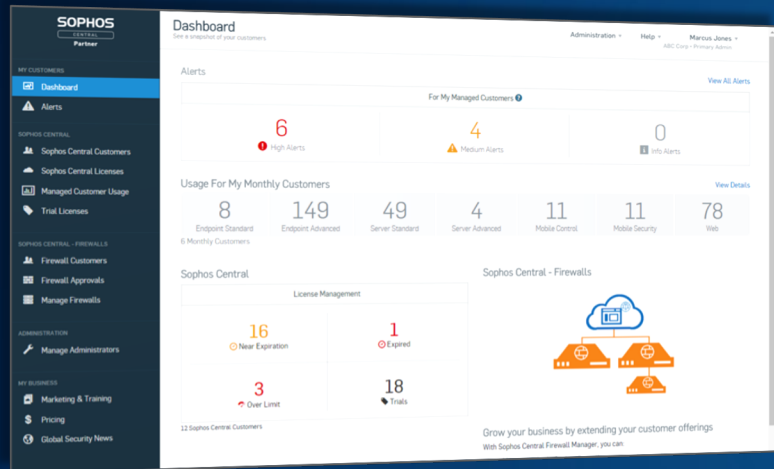 SOPHOS
CENTRAL
Partner
MY CUSTOMERS
Dashboard
Alerts
SOPHOS CENTRAL
Sophos Central Customers
Sophos Central Licenses
Managed Customer Usage
Trial Licenses
SOPHOS CENTRAL - FIREWALLS
Firewall Customers
Firewall Approvals
Manage Firewalls
ADMINISTRATION
Manage Administrators
MY BUSINESS
Marketing & Training
Pricing
Global Security News
Dashboard
See a snapshot of your customers
Administration
Help
Marcus Jones
ABC Corp - Primary Admin
Alerts
View All Alerts
For My Managed Customers
6
High Alerts
4
Medium Alerts
0
Info Alerts
Usage For My Monthly Customers
View Details
8
Endpoint Standard
149
Endpoint Advanced
49
Server Standard
4
Server Advanced
11
Mobile Control
11
Mobile Security
78
Web
6 Monthly Customers
Sophos Central
License Management
16
Near Expiration
1
Expired
3
Over Limit
18
Trials
12 Sophos Central Customers
Sophos Central - Firewalls
Grow your business by extending your customer offerings
With Sophos Central Firewall Manager, you can: